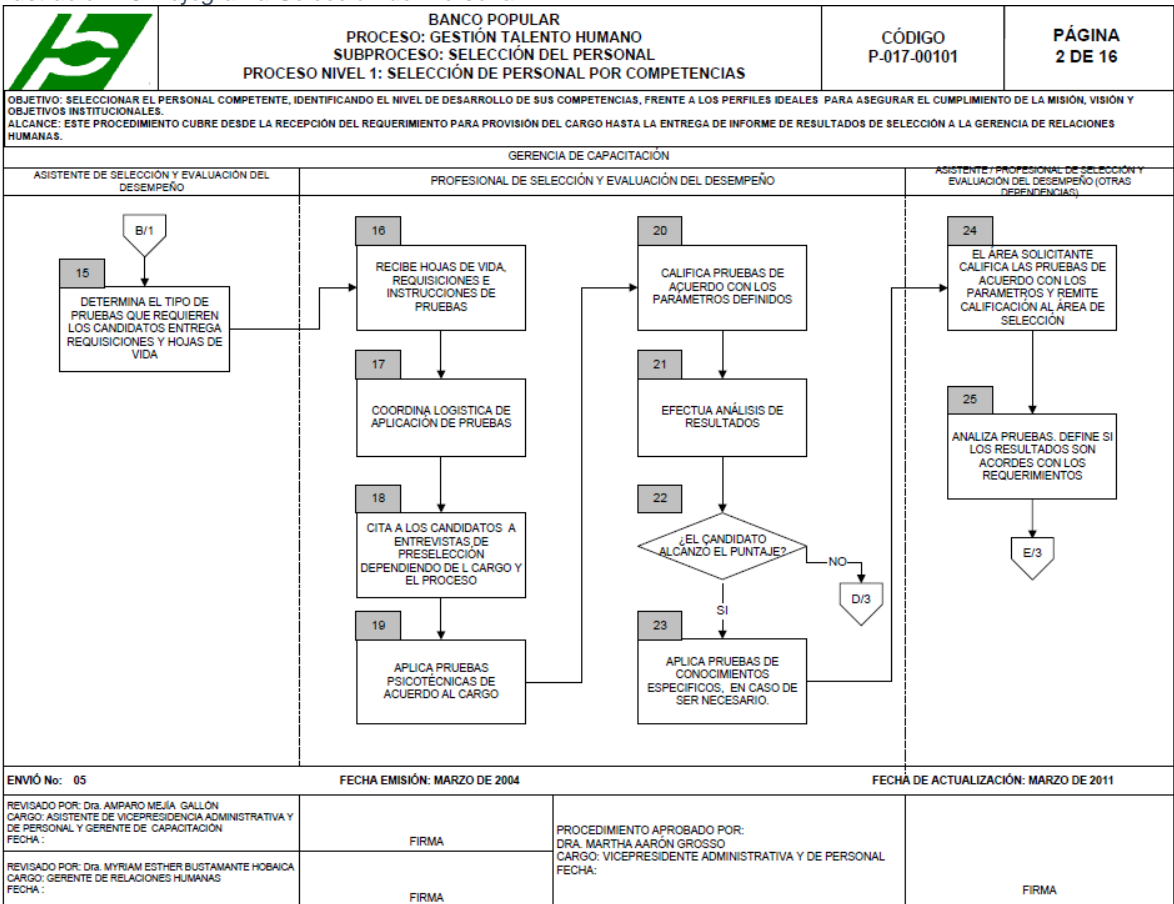 BANCO POPULAR
PROCESO: GESTIÓN TALENTO HUMANO
SUBPROCESO: SELECCIÓN DEL PERSONAL
PROCESO NIVEL 1: SELECCIÓN DE PERSONAL POR COMPETENCIAS
CÓDIGO
P-017-00101
PÁGINA
2 DE 16
OBJETIVO: SELECCIONAR EL PERSONAL COMPETENTE, IDENTIFICANDO EL NIVEL DE DESARROLLO DE SUS COMPETENCIAS, FRENTE A LOS PERFILES IDEALES PARA ASEGURAR EL CUMPLIMIENTO DE LA MISIÓN, VISIÓN Y
OBJETIVOS INSTITUCIONALES.
ALCANCE: ESTE PROCEDIMIENTO CUBRE DESDE LA RECEPCIÓN DEL REQUERIMIENTO PARA PROVISIÓN DEL CARGO HASTA LA ENTREGA DE INFORME DE RESULTADOS DE SELECCIÓN A LA GERENCIA DE RELACIONES
HUMANAS.
GERENCIA DE CAPACITACIÓN
ASISTENTE DE SELECCIÓN Y EVALUACIÓN DEL
DESEMPEÑO
PROFESIONAL DE SELECCIÓN Y EVALUACIÓN DEL DESEMPEÑO
ASISTENTE / PROFESIONAL DE SELECCIÓN Y
EVALUACIÓN DEL DESEMPEÑO (OTRAS
DEPENDENCIAS)
B/1
15
DETERMINA EL TIPO DE
PRUEBAS QUE REQUIEREN
LOS CANDIDATOS ENTREGA
REQUISICIONES Y HOJAS DE
VIDA
16
RECIBE HOJAS DE VIDA,
REQUISICIONES E
INSTRUCCIONES DE
PRUEBAS
17
COORDINA LOGISTICA DE
APLICACIÓN DE PRUEBAS
18
CITA A LOS CANDIDATOS A
ENTREVISTAS DE
PRESELECCIÓN
DEPENDIENDO DE L CARGO Y
EL PROCESO
19
APLICA PRUEBAS
PSICOTÉCNICAS DE
ACUERDO AL CARGO
20
CALIFICA PRUEBAS DE
ACUERDO CON LOS
PARÁMETROS DEFINIDOS
21
EFECTUA ANÁLISIS DE
RESULTADOS
22
¿EL CANDIDATO
ALCANZÓ EL PUNTAJE?
NO
D/3
SI
23
APLICA PRUEBAS DE
CONOCIMIENTOS
ESPECIFICOS, EN CASO DE
SER NECESARIO.
24
EL ÁREA SOLICITANTE
CALIFICA LAS PRUEBAS DE
ACUERDO CON LOS
PARAMETROS Y REMITE
CALIFICACIÓN AL ÁREA DE
SELECCIÓN
25
ANALIZA PRUEBAS. DEFINE SI
LOS RESULTADOS SON
ACORDES CON LOS
REQUERIMIENTOS
E/3
ENVIÓ No: 05
FECHA EMISIÓN: MARZO DE 2004
FECHA DE ACTUALIZACIÓN: MARZO DE 2011
REVISADO POR: Dra. AMPARO MEJÍA GALLÓN
CARGO: ASISTENTE DE VICEPRESIDENCIA ADMINISTRATIVA Y
DE PERSONAL Y GERENTE DE CAPACITACIÓN
FECHA :
FIRMA
REVISADO POR: Dra. MYRIAM ESTHER BUSTAMANTE HOBAICA
CARGO: GERENTE DE RELACIONES HUMANAS
FECHA :
FIRMA
PROCEDIMIENTO APROBADO POR:
DRA. MARTHA AARÓN GROSSO
CARGO: VICEPRESIDENTE ADMINISTRATIVA Y DE PERSONAL
FECHA:
FIRMA